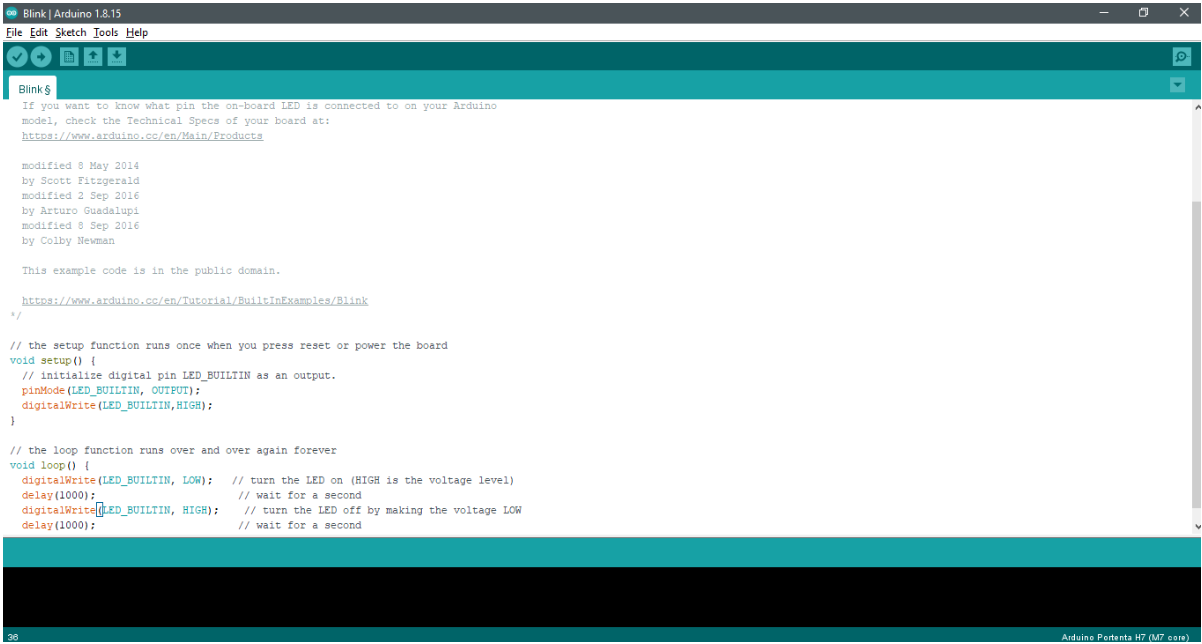 Blink | Arduino 1.8.15
File Edit Sketch Tools Help
Blink §
If you want to know what pin the on-board LED is connected to on your Arduino
model, check the Technical Specs of your board at:
https://www.arduino.cc/en/Main/Products
modified 8 May 2014
by Scott Fitzgerald
modified 2 Sep 2016
by Arturo Guadalupi
modified 8 Sep 2016
by Colby Newman
This example code is in the public domain.
https://www.arduino.cc/en/Tutorial/BuiltInExamples/Blink
*/
// the setup function runs once when you press reset or power the board
void setup() {
// initialize digital pin LED_BUILTIN as an output.
pinMode(LED_BUILTIN, OUTPUT);
digitalWrite(LED_BUILTIN,HIGH);
}
// the loop function runs over and over again forever
void loop() {
digitalWrite(LED_BUILTIN, LOW); // turn the LED on (HIGH is the voltage level)
delay(1000); // wait for a second
digitalWrite(LED_BUILTIN, HIGH); // turn the LED off by making the voltage LOW
delay(1000); // wait for a second
36 Arduino Portenta H7 (M7 core)